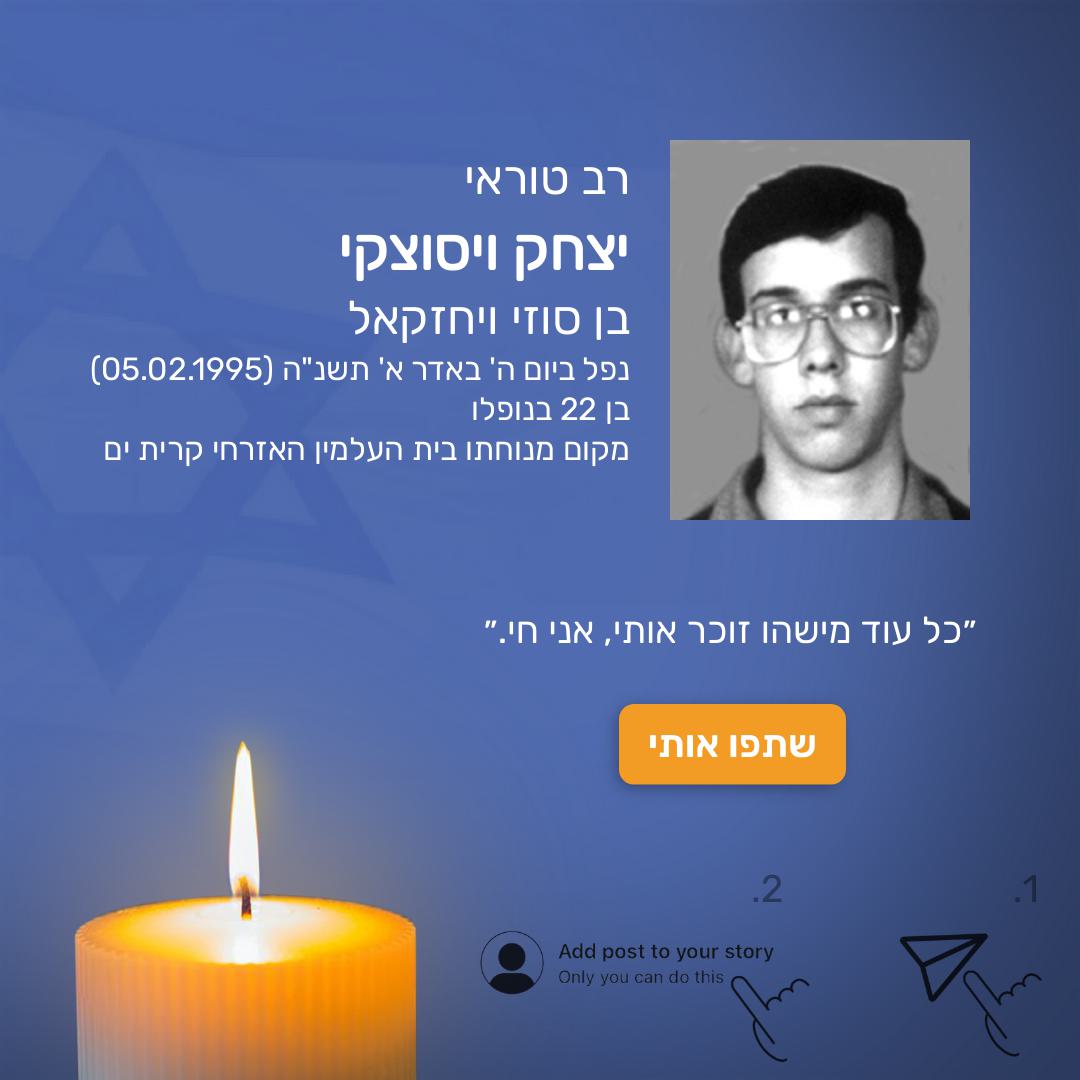 רב טוראי
יצחק ויסוצקי
בן סוזי ויחזקאל
נפל ביום ה' באדר א' תשנ"ה (05.02.1995)
בן 22 בנופלו
מקום מנוחתו בית העלמין האזרחי קרית ים
״כל עוד מישהו זוכר אותי, אני חי.״
שתפו אותי
1.
2.
Add post to your story
Only you can do this